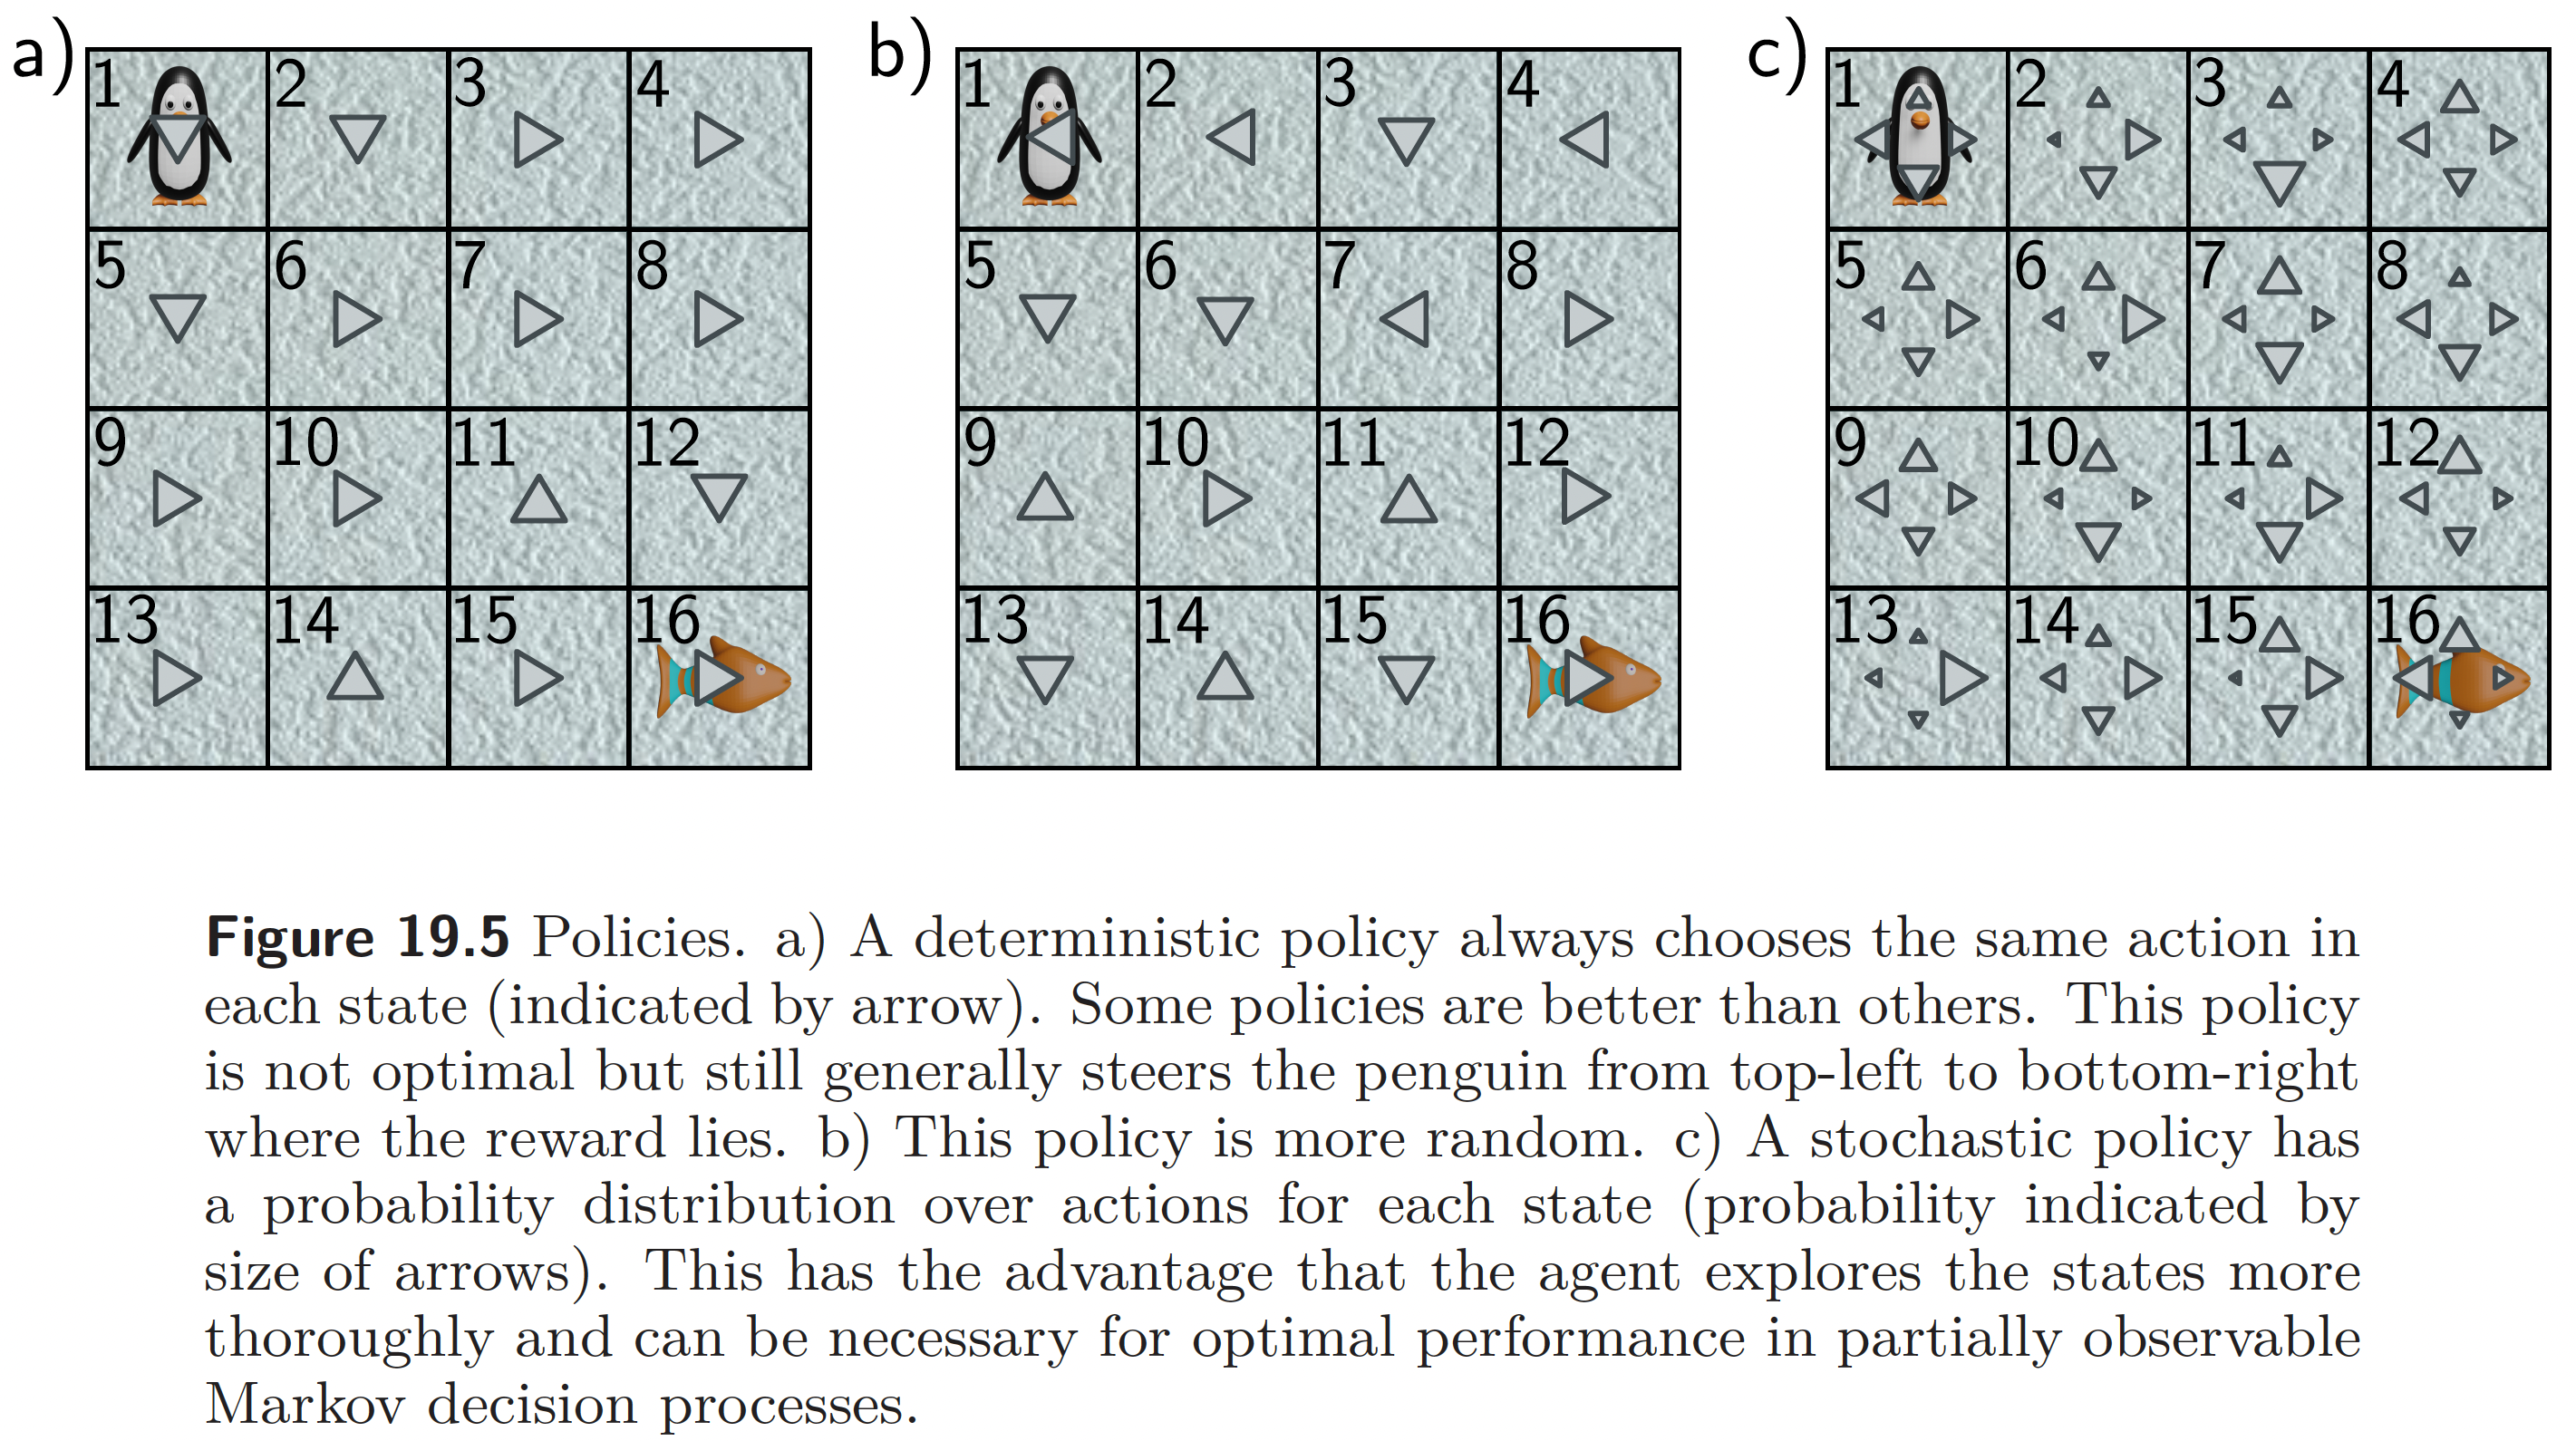 a) b) c)
1 2 3 4 1 2 3 4 1 2 3 4
5 6 7 8 5 6 7 8 5 6 7 8
9 10 11 12 9 10 11 12 9 10 11 12
13 14 15 16 13 14 15 16 13 14 15 16
Figure 19.5 Policies. a) A deterministic policy always chooses the same action in
each state (indicated by arrow). Some policies are better than others. This policy
is not optimal but still generally steers the penguin from top-left to bottom-right
where the reward lies. b) This policy is more random. c) A stochastic policy has
a probability distribution over actions for each state (probability indicated by
size of arrows). This has the advantage that the agent explores the states more
thoroughly and can be necessary for optimal performance in partially observable
Markov decision processes.